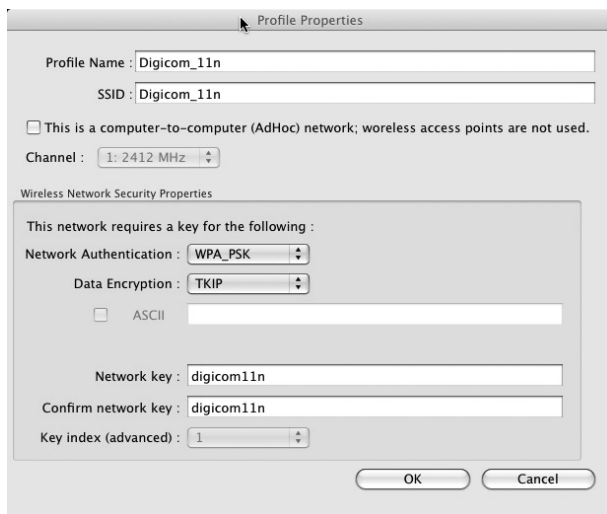 Profile Properties
Profile Name : Digicom_11n
SSID : Digicom_11n
This is a computer-to-computer (AdHoc) network; woreless access points are not used.
Channel : 1: 2412 MHz
Wireless Network Security Properties
This network requires a key for the following :
Network Authentication : WPA_PSK
Data Encryption : TKIP
ASCII
Network key : digicom11n
Confirm network key : digicom11n
Key index (advanced) : 1
OK Cancel